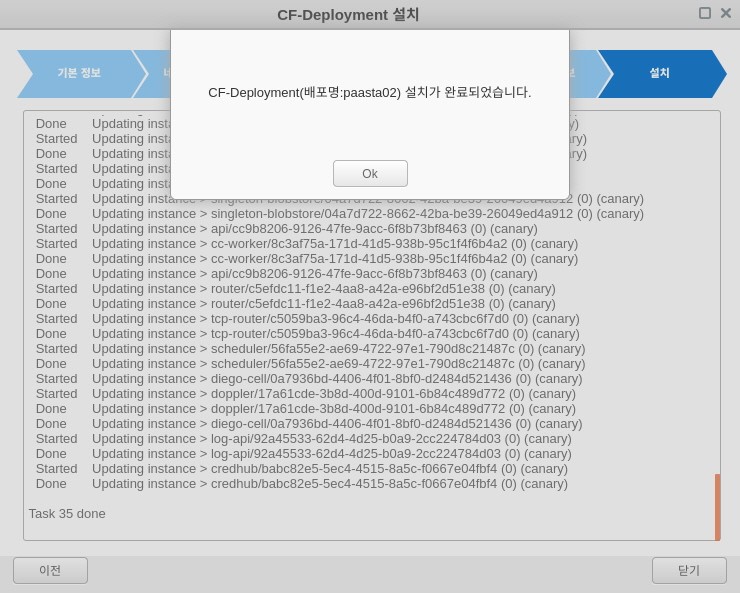 CF-Deployment 설치
기본 정보
설치
CF-Deployment(배포명:paasta02) 설치가 완료되었습니다.
Ok
Done Updating
Started Updating
Done Updating
Started Updating
Done Updating
Started Updating instance > singleton-blobstore/04a7d722-8662-42ba-be39-26049ed4a912 (0) (canary)
Done Updating instance > singleton-blobstore/04a7d722-8662-42ba-be39-26049ed4a912 (0) (canary)
Started Updating instance > api/cc9b8206-9126-47fe-9acc-6f8b73bf8463 (0) (canary)
Started Updating instance > cc-worker/8c3af75a-171d-41d5-938b-95c1f4f6b4a2 (0) (canary)
Done Updating instance > cc-worker/8c3af75a-171d-41d5-938b-95c1f4f6b4a2 (0) (canary)
Done Updating instance > api/cc9b8206-9126-47fe-9acc-6f8b73bf8463 (0) (canary)
Started Updating instance > router/c5efdc11-f1e2-4aa8-a42a-e96bf2d51e38 (0) (canary)
Done Updating instance > router/c5efdc11-f1e2-4aa8-a42a-e96bf2d51e38 (0) (canary)
Started Updating instance > tcp-router/c5059ba3-96c4-46da-b4f0-a743cbc6f7d0 (0) (canary)
Done Updating instance > tcp-router/c5059ba3-96c4-46da-b4f0-a743cbc6f7d0 (0) (canary)
Started Updating instance > scheduler/56fa55e2-ae69-4722-97e1-790d8c21487c (0) (canary)
Done Updating instance > scheduler/56fa55e2-ae69-4722-97e1-790d8c21487c (0) (canary)
Started Updating instance > diego-cell/0a7936bd-4406-4f01-8bf0-d2484d521436 (0) (canary)
Started Updating instance > doppler/17a61cde-3b8d-400d-9101-6b84c489d772 (0) (canary)
Done Updating instance > doppler/17a61cde-3b8d-400d-9101-6b84c489d772 (0) (canary)
Done Updating instance > diego-cell/0a7936bd-4406-4f01-8bf0-d2484d521436 (0) (canary)
Started Updating instance > log-api/92a45533-62d4-4d25-b0a9-2cc224784d03 (0) (canary)
Done Updating instance > log-api/92a45533-62d4-4d25-b0a9-2cc224784d03 (0) (canary)
Started Updating instance > credhub/babc82e5-5ec4-4515-8a5c-f0667e04fbf4 (0) (canary)
Done Updating instance > credhub/babc82e5-5ec4-4515-8a5c-f0667e04fbf4 (0) (canary)
Task 35 done
이전
닫기